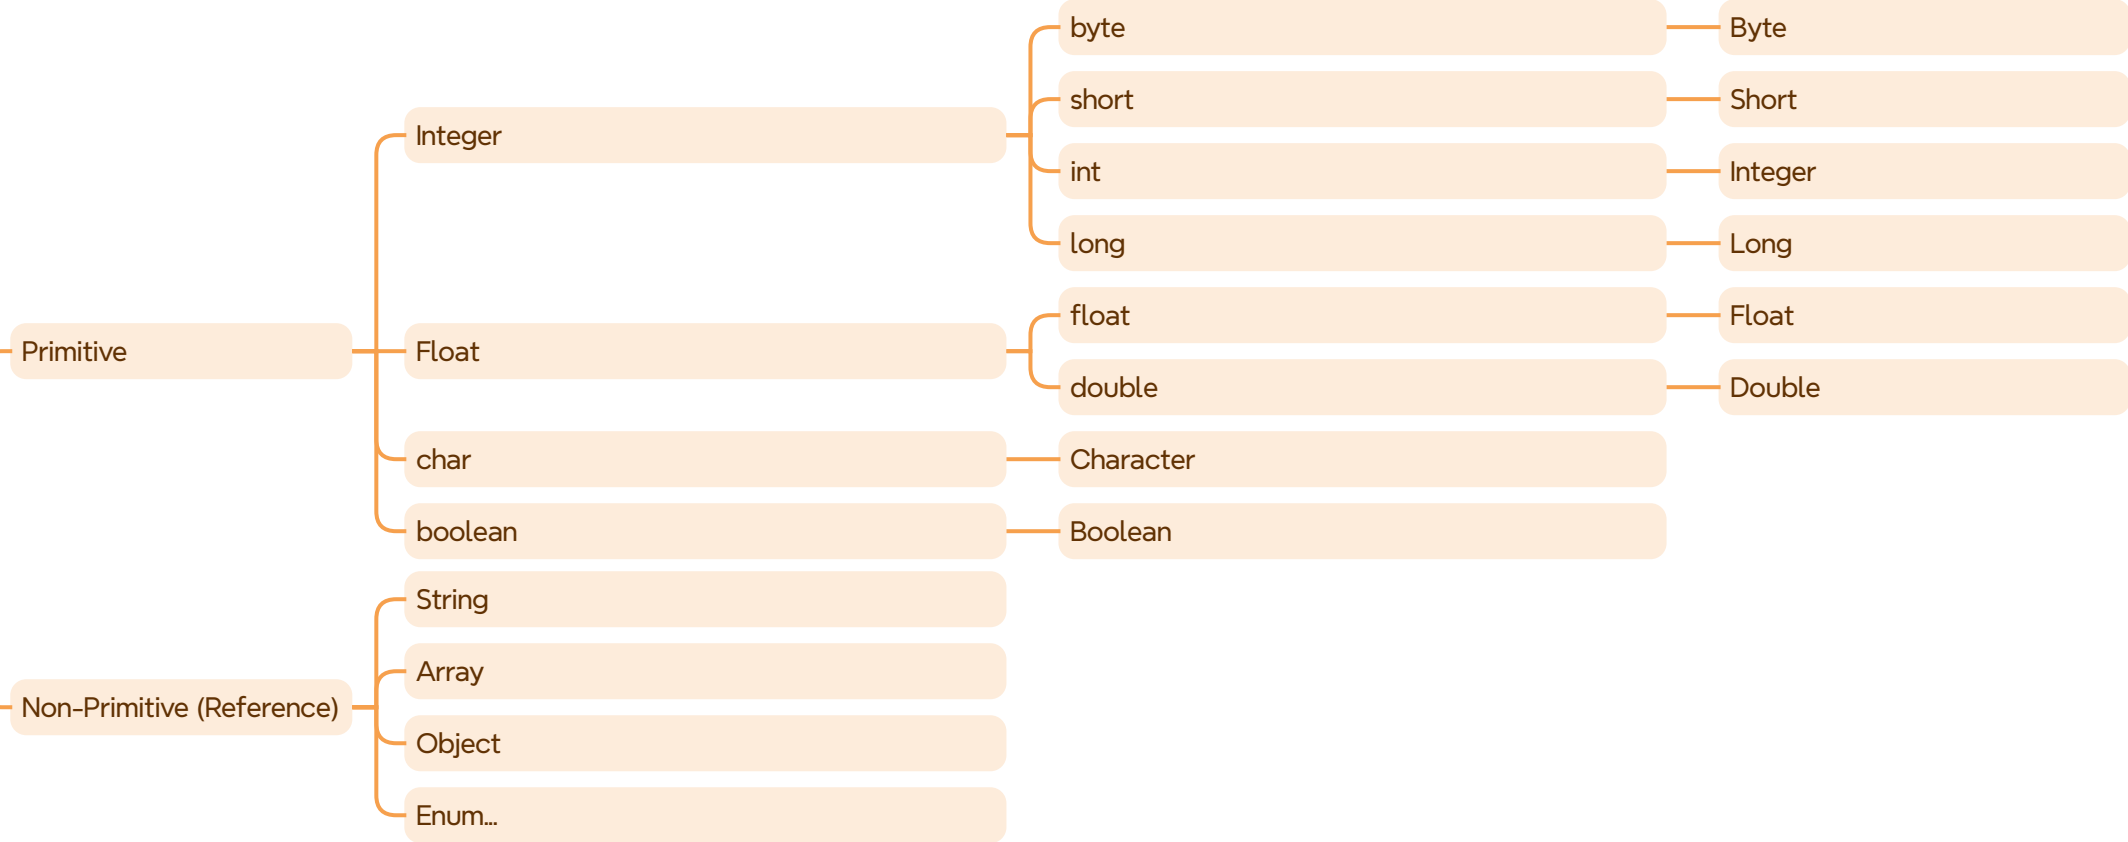 byte
Byte
short
Short
Integer
int
Integer
long
Long
float
Float
Primitive
Float
double
Double
char
Character
boolean
Boolean
String
Array
Non-Primitive (Reference)
Object
Enum...